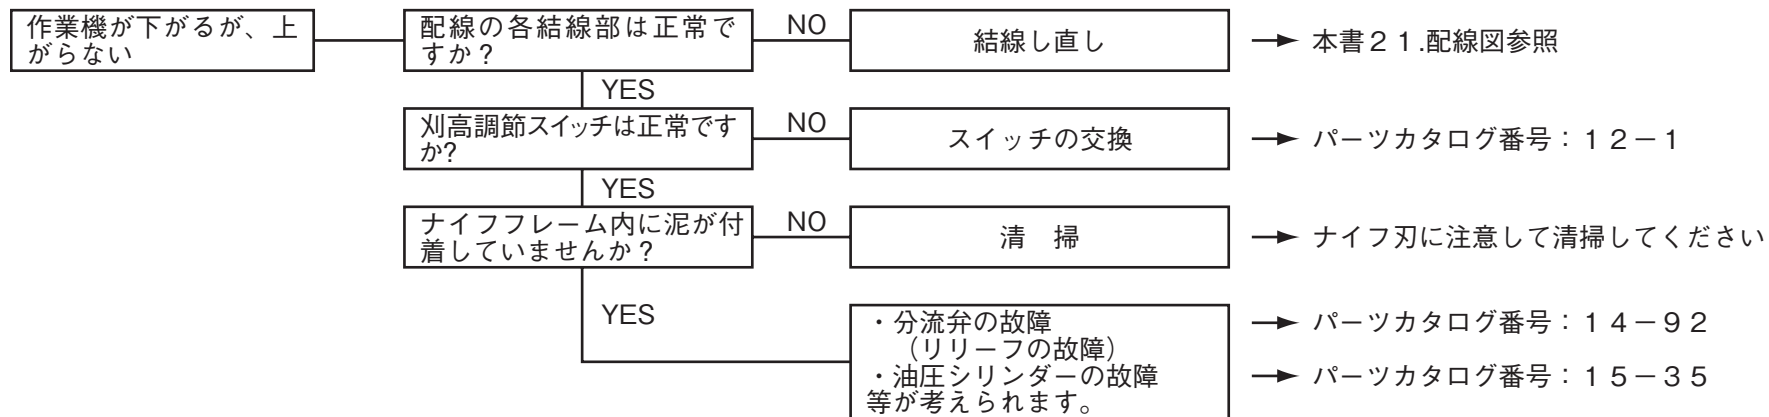 作業機が下がるが、上
がらない
配線の各結線部は正常で
すか？
NO
結線し直し
本書２１.配線図参照
YES
刈高調節スイッチは正常です
か?
NO
スイッチの交換
パーツカタログ番号：１２－１
YES
ナイフフレーム内に泥が付
着していませんか？
NO
清　掃
ナイフ刃に注意して清掃してください
YES
・分流弁の故障
（リリーフの故障）
・油圧シリンダーの故障
等が考えられます。
パーツカタログ番号：１４－９２
パーツカタログ番号：１５－３５